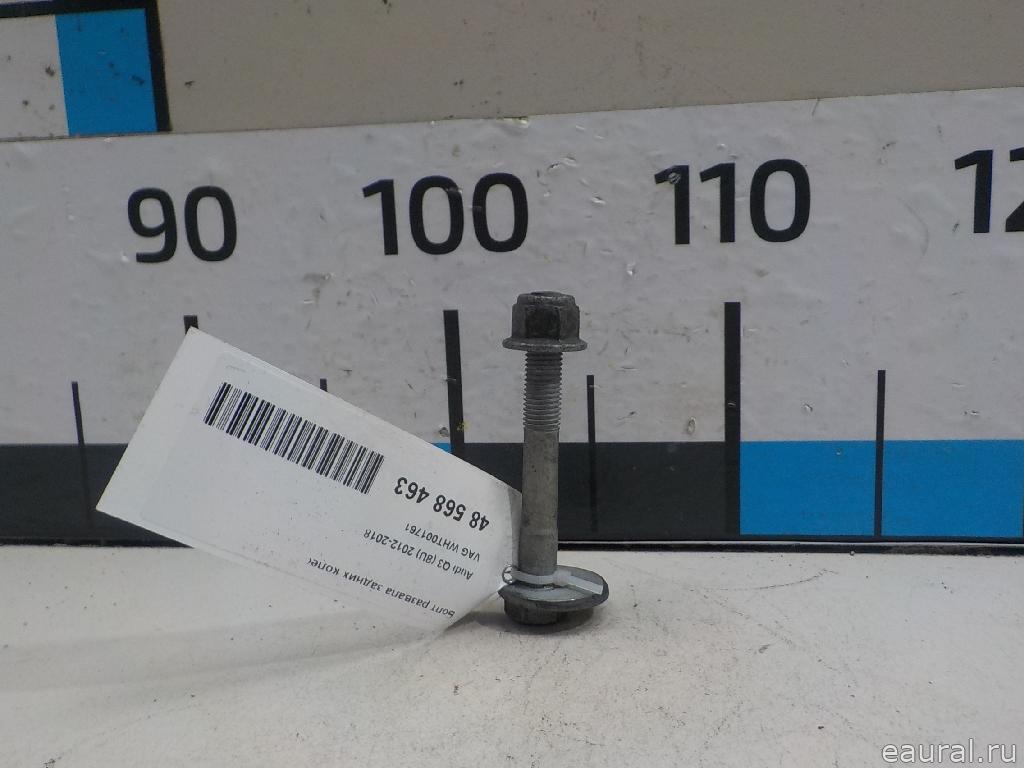 90 100 110 12
Болт развала задних колес
Audi Q3 (8U) 2012-2018
VAG WHT001761
48 568 463
eaural.ru